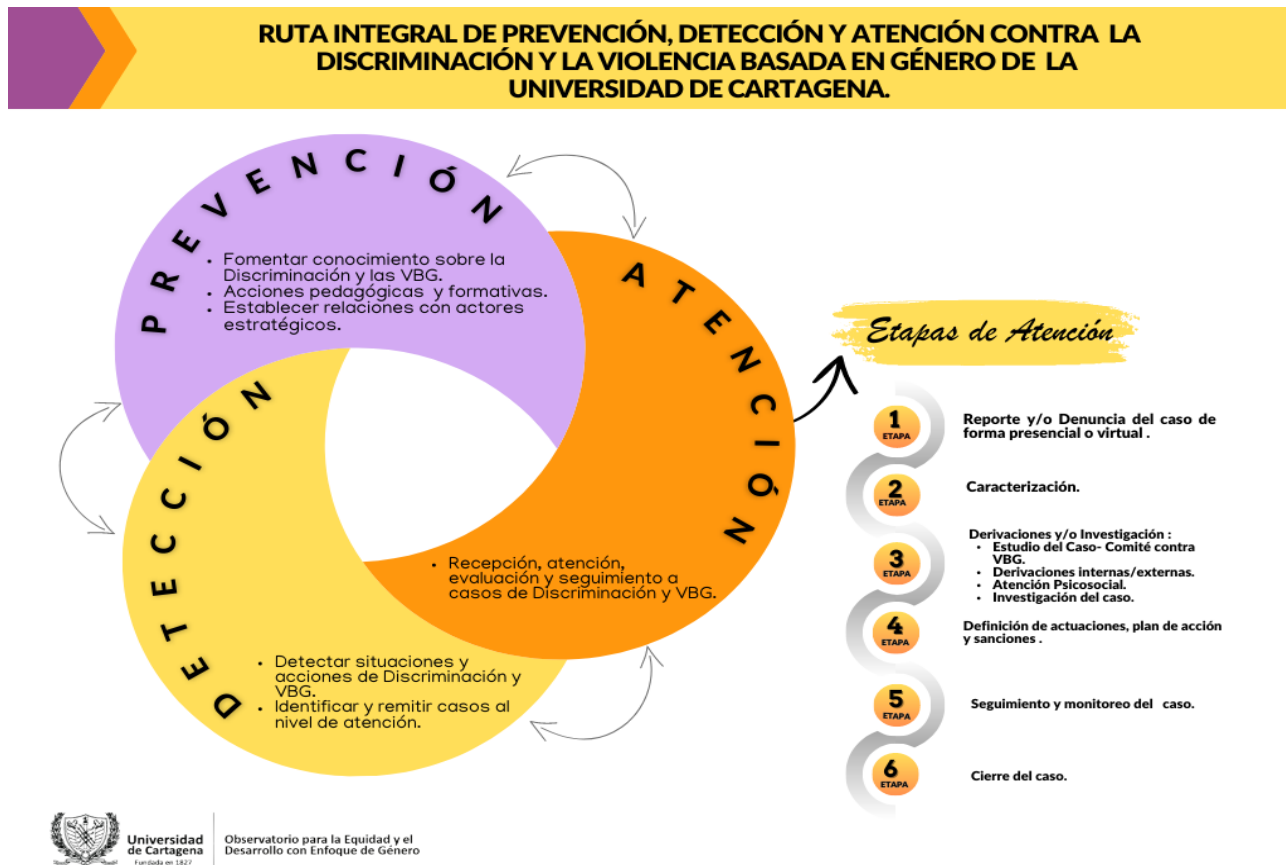 RUTA INTEGRAL DE PREVENCIÓN, DETECCIÓN Y ATENCIÓN CONTRA LA
DISCRIMINACIÓN Y LA VIOLENCIA BASADA EN GÉNERO DE LA
UNIVERSIDAD DE CARTAGENA.
PREVENCIÓN
• Fomentar conocimiento sobre la
Discriminación y las VBG.
• Acciones pedagógicas y formativas.
• Establecer relaciones con actores
estratégicos.
ATENCIÓN
• Recepción, atención,
evaluación y seguimiento a
casos de Discriminación y VBG.
DETECCIÓN
• Detectar situaciones y
acciones de Discriminación y
VBG.
• Identificar y remitir casos al
nivel de atención.
Etapas de Atención
1
ETAPA
Reporte y/o Denuncia del caso de
forma presencial o virtual .
2
ETAPA
Caracterización.
3
ETAPA
Derivaciones y/o Investigación :
• Estudio del Caso- Comité contra
VBG.
• Derivaciones internas/externas.
• Atención Psicosocial.
• Investigación del caso.
4
ETAPA
Definición de actuaciones, plan de acción
y sanciones .
5
ETAPA
Seguimiento y monitoreo del caso.
6
ETAPA
Cierre del caso.
Universidad
de Cartagena
Fundada en 1827
Observatorio para la Equidad y el
Desarrollo con Enfoque de Género